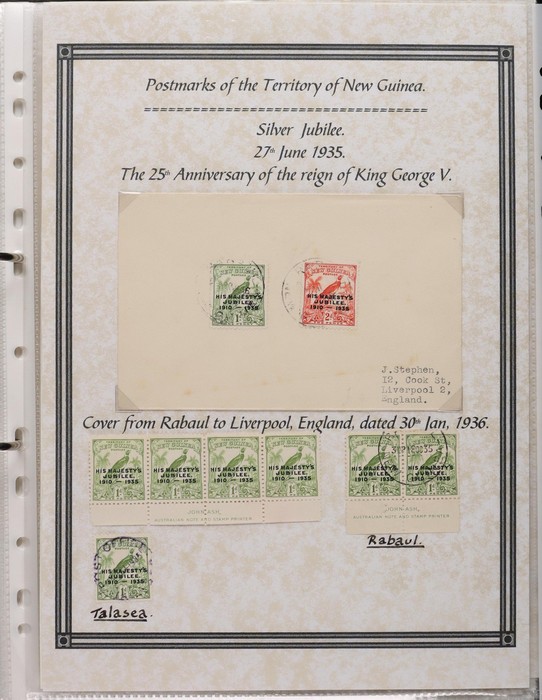 Postmarks of the Territory of New Guinea.
==================================
Silver Jubilee.
27th June 1935.
The 25th Anniversary of the reign of King George V.
NEW GUINEA NEW GUINEA
HIS MAJESTY'S HIS MAJESTY'S
JUBILEE. JUBILEE.
1910 — 1935 1910 — 1935
1D 2D
J.Stephen,
12, Cook St,
Liverpool 2,
England.
Cover from Rabaul to Liverpool, England, dated 30th Jan, 1936.
HIS MAJESTY'S HIS MAJESTY'S HIS MAJESTY'S HIS MAJESTY'S HIS MAJESTY'S HIS MAJESTY'S
JUBILEE. JUBILEE. JUBILEE. JUBILEE. JUBILEE. JUBILEE.
1910 — 1935 1910 — 1935 1910 — 1935 1910 — 1935 1910 — 1935 1910 — 1935
JOHN ASH. JOHN ASH.
AUSTRALIAN NOTE AND STAMP PRINTER AUSTRALIAN NOTE AND STAMP PRINTER
Rabaul.
POST OFFICE
HIS MAJESTY'S
JUBILEE.
1910 — 1935
Talasea.